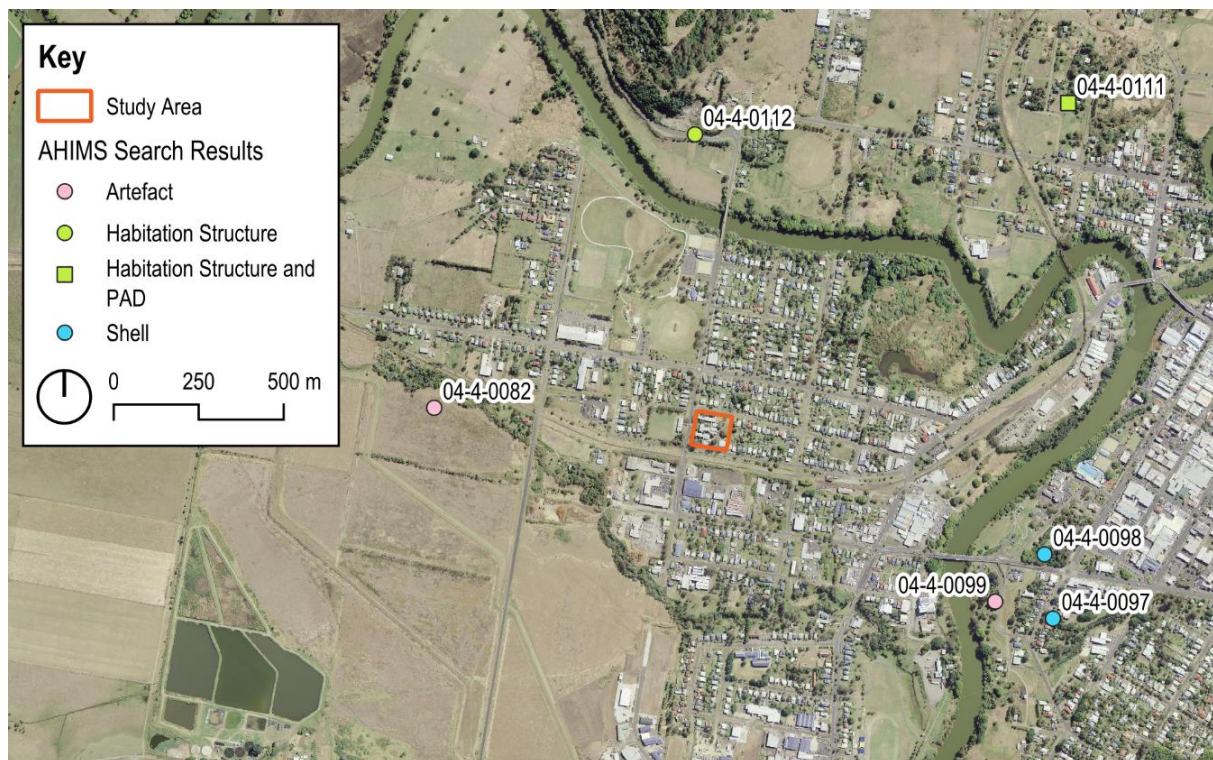 Key
Study Area
AHIMS Search Results
Artefact
Habitation Structure
Habitation Structure and
PAD
Shell
0 250 500 m
04-4-0111
04-4-0112
04-4-0082
04-4-0098
04-4-0099
04-4-0097